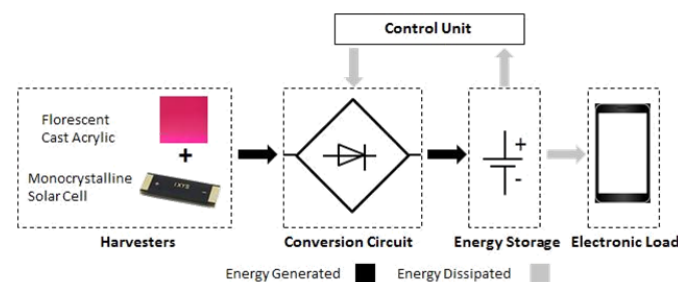 Control Unit
Florescent
Cast Acrylic
+
Monocrystalline
Solar Cell
IXYS
+
-
Harvesters
Conversion Circuit
Energy Storage
Electronic Load
Energy Generated
Energy Dissipated